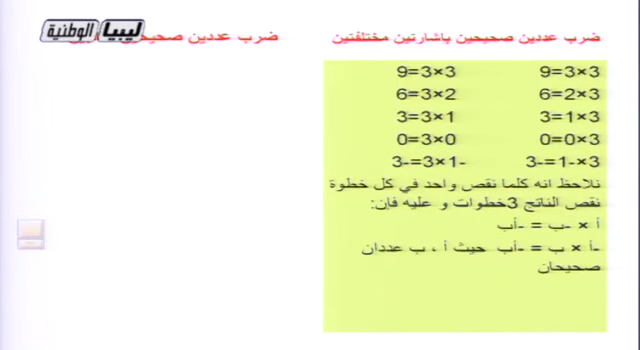 ليبيا الوطنية
ضرب عددين صحيحين باشارتين مختلفتين
ضرب عددين
9=3×3 9=3×3
6=3×2 6=2×3
3=3×1 3=1×3
0=3×0 0=0×3
3-=3×1- 3-=1-×3
نلاحظ انه كلما نقص واحد في كل خطوة
نقص الناتج 3خطوات و عليه فإن:
أ × -ب = -أب
-أ × ب = -أب حيث أ ، ب عددان
صحيحان